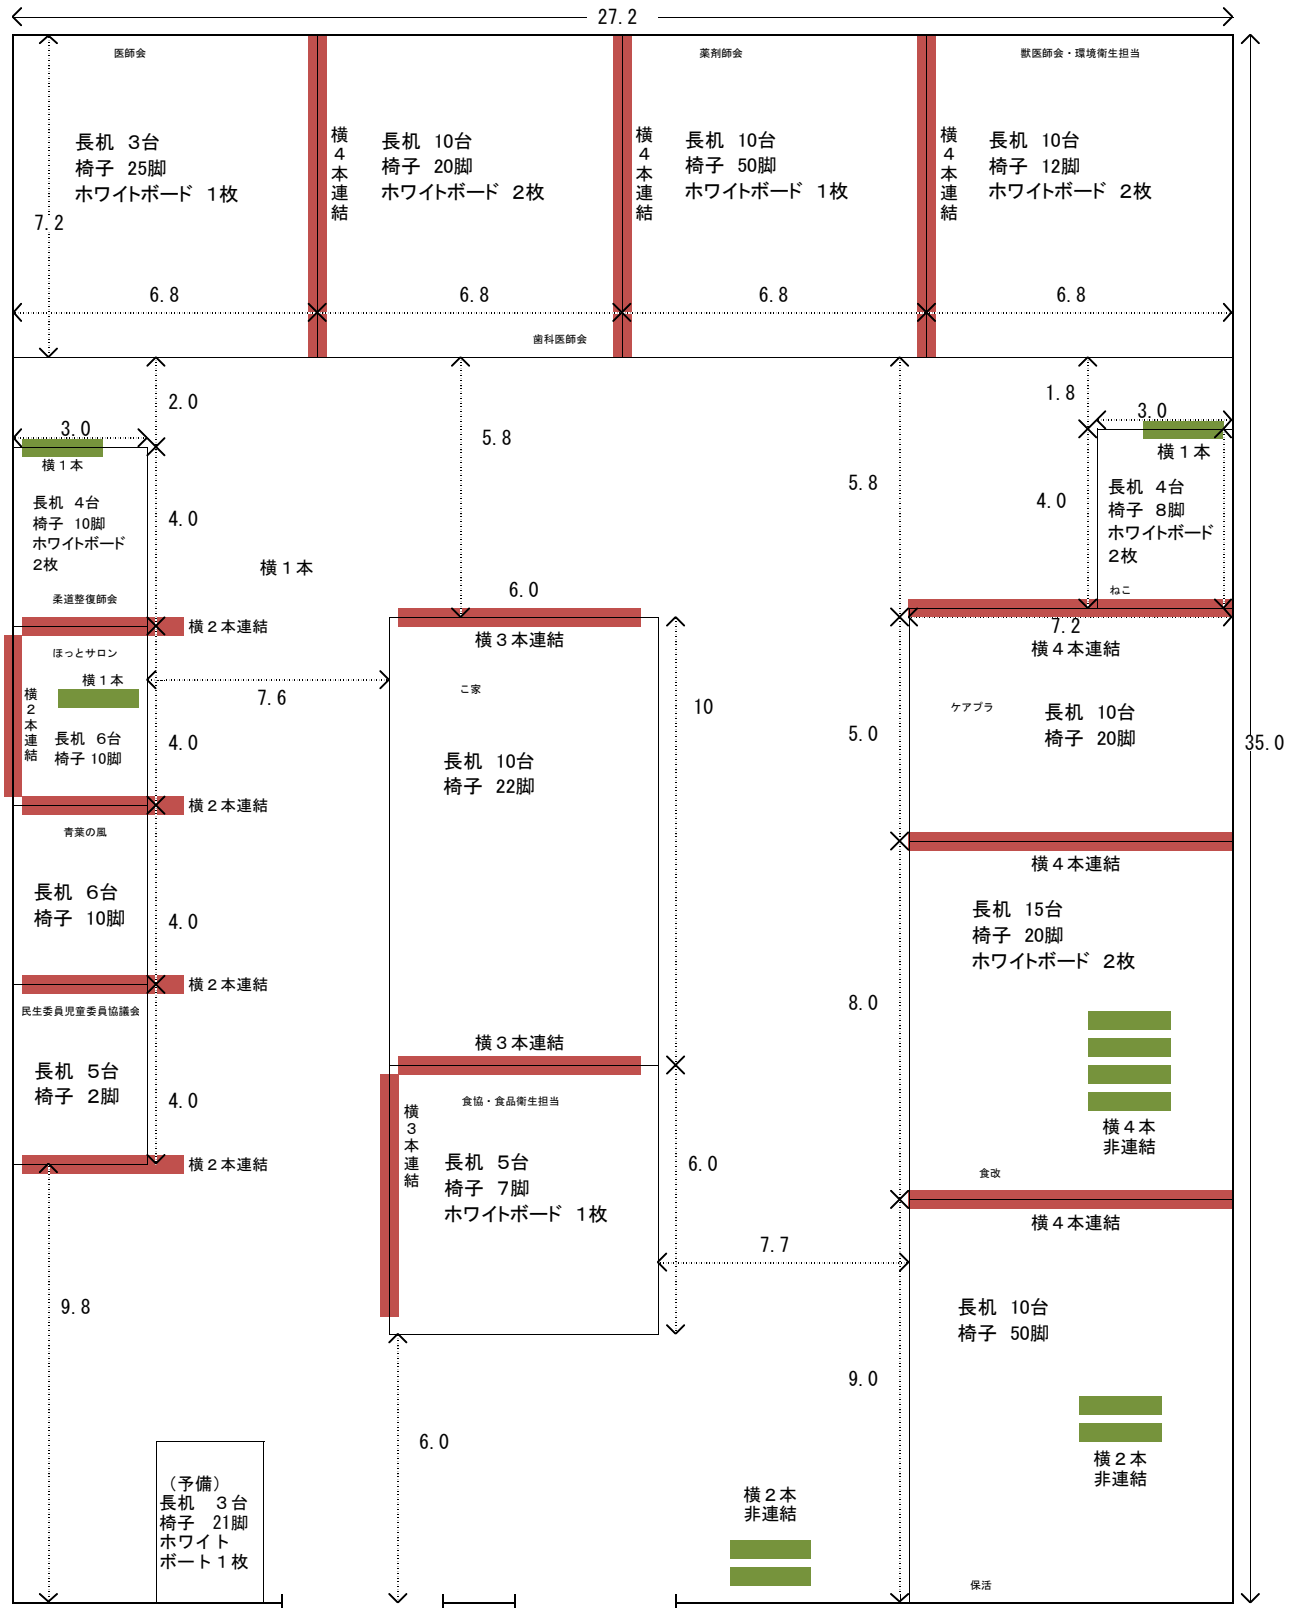 27.2
医師会
薬剤師会
獣医師会・環境衛生担当
長机 3台
椅子 25脚
ホワイトボード 1枚
横4本連結
長机 10台
椅子 20脚
ホワイトボード 2枚
横4本連結
長机 10台
椅子 50脚
ホワイトボード 1枚
横4本連結
長机 10台
椅子 12脚
ホワイトボード 2枚
7.2
6.8
6.8
6.8
6.8
歯科医師会
2.0
5.8
5.8
1.8
3.0
3.0
横1本
長机 4台
椅子 10脚
ホワイトボード
2枚
柔道整復師会
4.0
横1本
横1本
長机 4台
椅子 8脚
ホワイトボード
2枚
ねこ
4.0
横2本連結
6.0
横3本連結
7.2
横4本連結
ほっとサロン
横1本
横2本連結
長机 6台
椅子 10脚
4.0
7.6
こ家
長机 10台
椅子 22脚
10
5.0
ケアプラ
長机 10台
椅子 20脚
35.0
横2本連結
青葉の風
長机 6台
椅子 10脚
4.0
横4本連結
長机 15台
椅子 20脚
ホワイトボード 2枚
8.0
横4本
非連結
食改
横2本連結
民生委員児童委員協議会
長机 5台
椅子 2脚
4.0
横2本連結
横3本連結
横3本連結
食協・食品衛生担当
長机 5台
椅子 7脚
ホワイトボード 1枚
6.0
7.7
横4本連結
長机 10台
椅子 50脚
9.0
横2本
非連結
保活
9.8
6.0
(予備)
長机 3台
椅子 21脚
ホワイト
ボート1枚
横2本
非連結